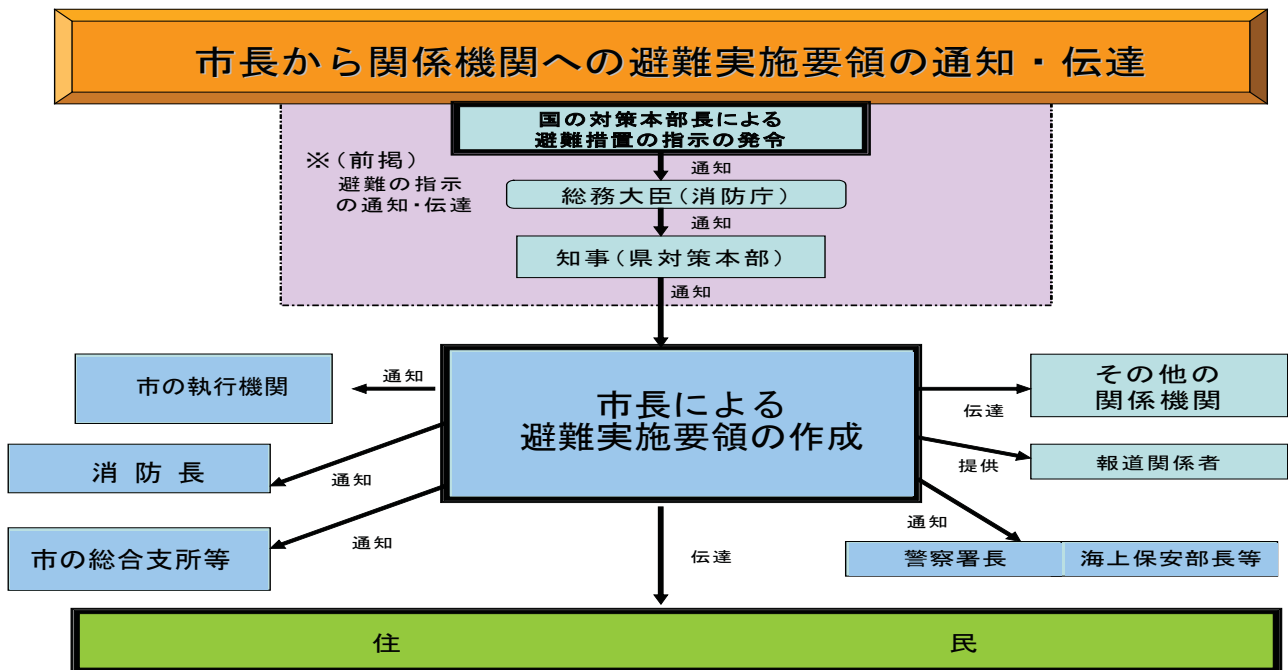 市長から関係機関への避難実施要領の通知・伝達
国の対策本部長による
避難措置の指示の発令
※(前掲)
避難の指示
の通知・伝達
通知
総務大臣(消防庁)
通知
知事(県対策本部)
通知
市の執行機関
通知
市長による
避難実施要領の作成
伝達
その他の
関係機関
消防長
通知
提供
報道関係者
市の総合支所等
通知
伝達
通知
警察署長
海上保安部長等
住民